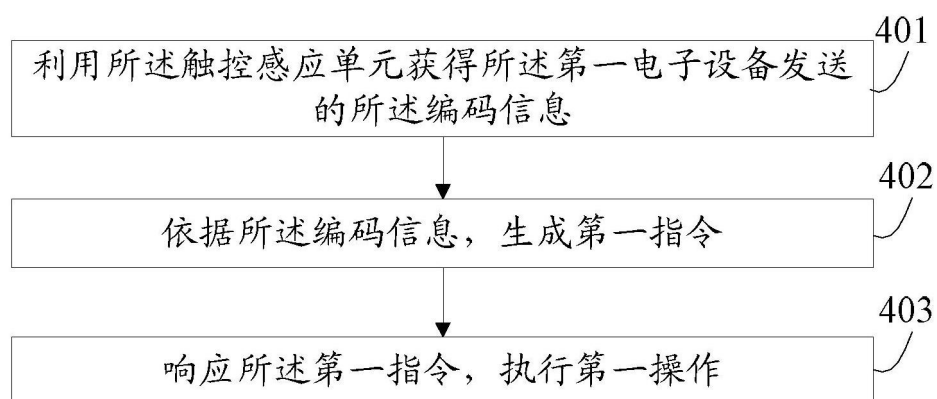 401
利用所述触控感应单元获得所述第一电子设备发送
的所述编码信息
402
依据所述编码信息，生成第一指令
403
响应所述第一指令，执行第一操作